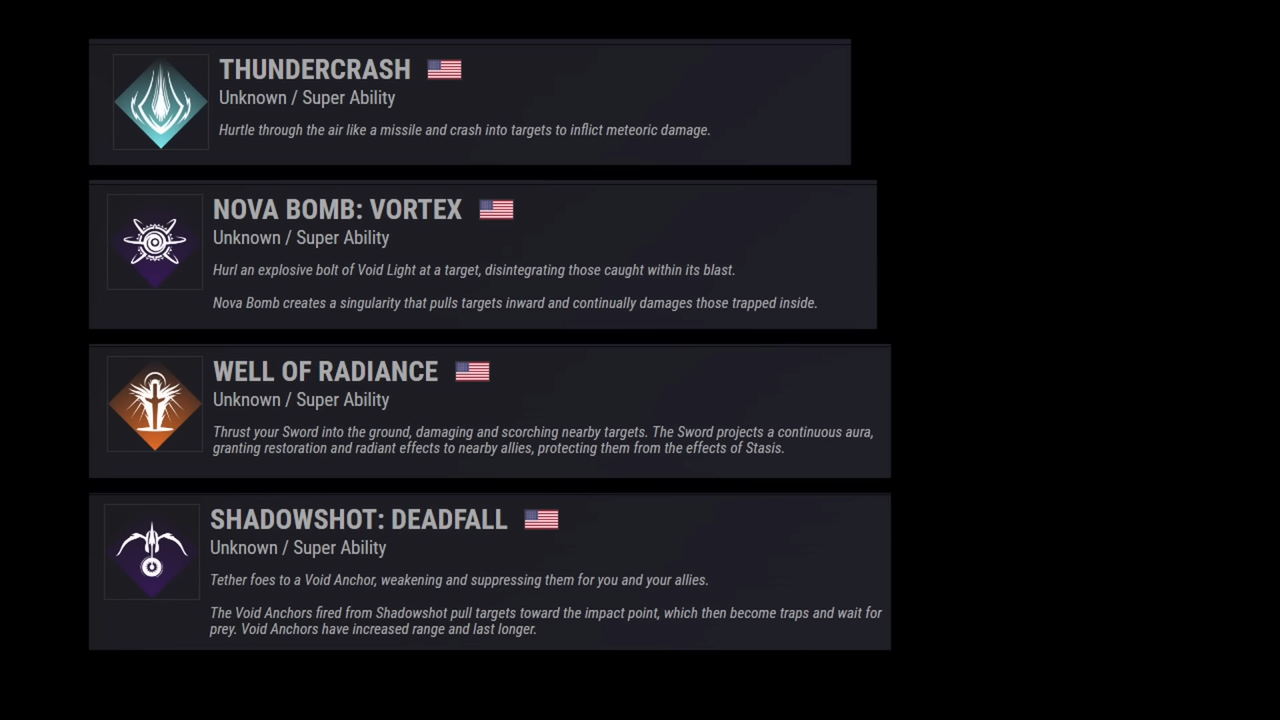 THUNDERCRASH
Unknown / Super Ability
Hurtle through the air like a missile and crash into targets to inflict meteoric damage.
NOVA BOMB: VORTEX
Unknown / Super Ability
Hurl an explosive bolt of Void Light at a target, disintegrating those caught within its blast.
Nova Bomb creates a singularity that pulls targets inward and continually damages those trapped inside.
WELL OF RADIANCE
Unknown / Super Ability
Thrust your Sword into the ground, damaging and scorching nearby targets. The Sword projects a continuous aura,
granting restoration and radiant effects to nearby allies, protecting them from the effects of Stasis.
SHADOWSHOT: DEADFALL
Unknown / Super Ability
Tether foes to a Void Anchor, weakening and suppressing them for you and your allies.
The Void Anchors fired from Shadowshot pull targets toward the impact point, which then become traps and wait for
prey. Void Anchors have increased range and last longer.